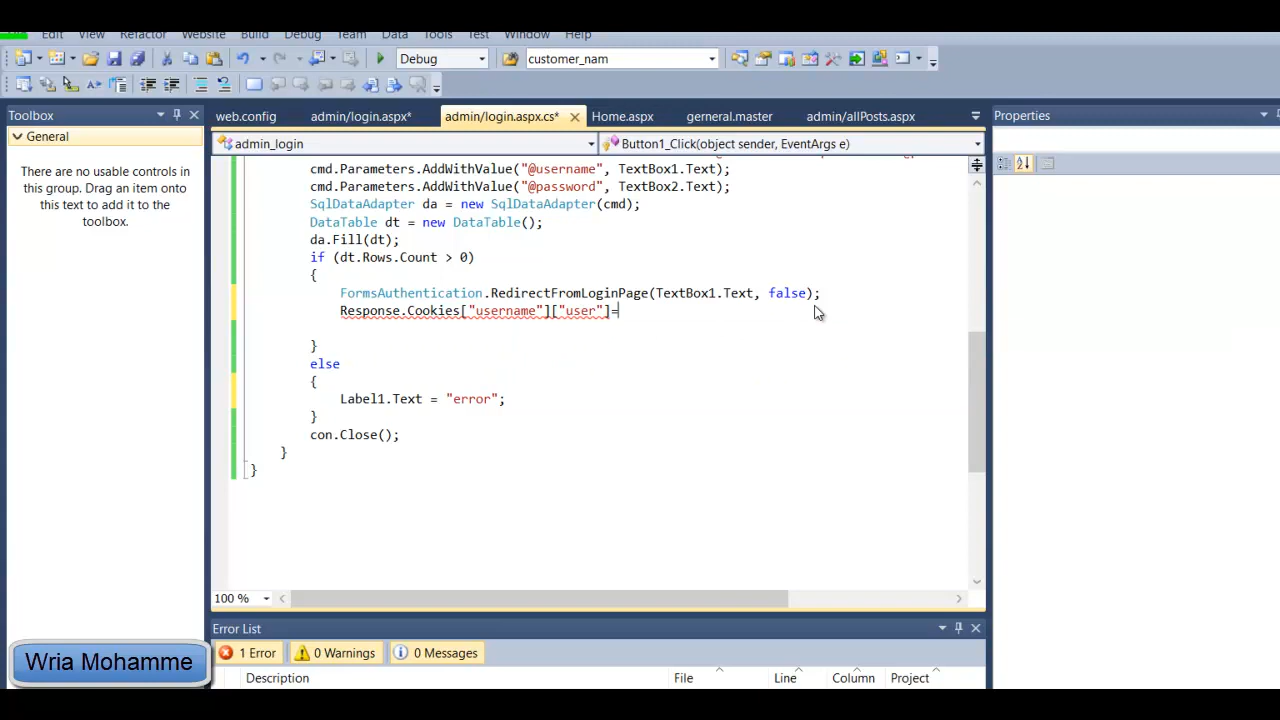 Edit View Refactor Website Build Debug Team Data Tools Test Window Help
Debug customer_nam
Toolbox
web.config admin/login.aspx* admin/login.aspx.cs* Home.aspx gerneral.master admin/allPosts.aspx
Properties
General
admin_login Button1_Click(object sender, EventArgs e)
There are no usable controls in
this group. Drag an item onto
this text to add it to the
toolbox.
cmd.Parameters.AddWithValue("@username", TextBox1.Text);
cmd.Parameters.AddWithValue("@password", TextBox2.Text);
SqlDataAdapter da = new SqlDataAdapter(cmd);
DataTable dt = new DataTable();
da.Fill(dt);
if (dt.Rows.Count > 0)
{
FormsAuthentication.RedirectFromLoginPage(TextBox1.Text, false);
Response.Cookies["username"]["user"]=
}
else
{
Label1.Text = "error";
}
con.Close();
}
}
100 %
Error List
1 Error 0 Warnings 0 Messages
Description File Line Column Project
Wria Mohamme